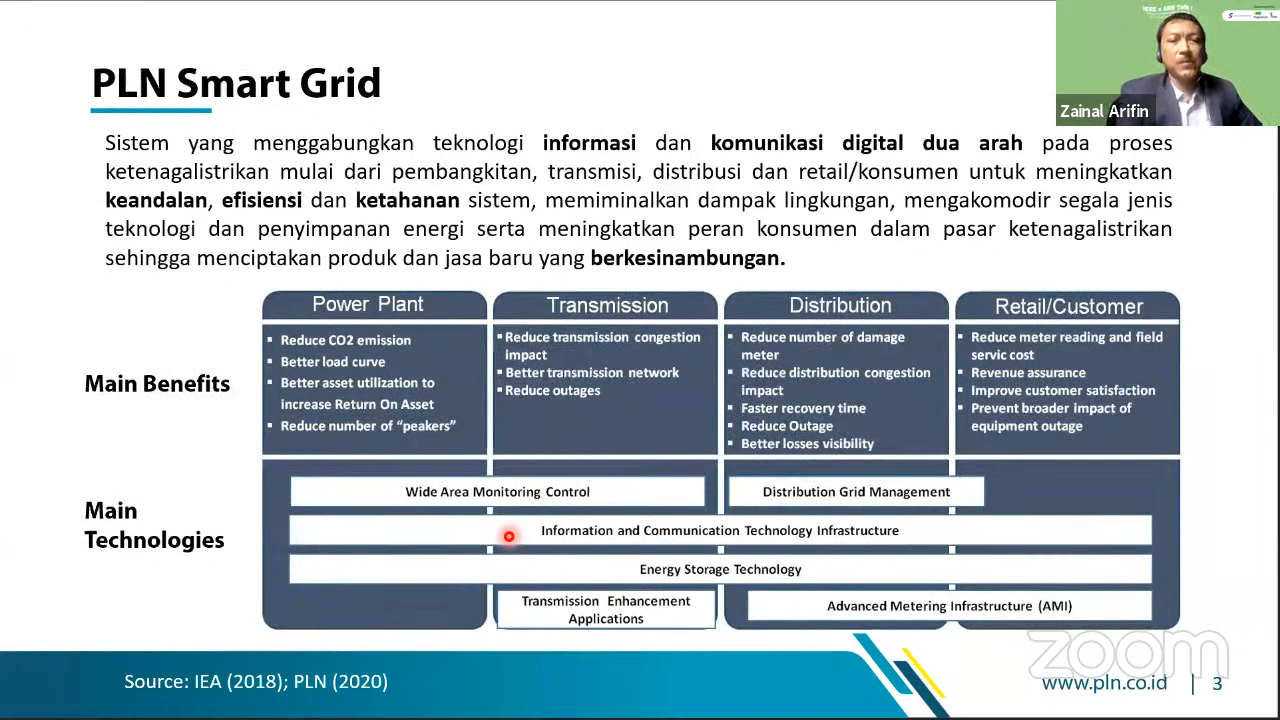 PLN Smart Grid
Zainal Arifin
Sistem yang menggabungkan teknologi informasi dan komunikasi digital dua arah pada proses
ketenagalistrikan mulai dari pembangkitan, transmisi, distribusi dan retail/konsumen untuk meningkatkan
keandalan, efisiensi dan ketahanan sistem, memiminalkan dampak lingkungan, mengakomodir segala jenis
teknologi dan penyimpanan energi serta meningkatkan peran konsumen dalam pasar ketenagalistrikan
sehingga menciptakan produk dan jasa baru yang berkesinambungan.
Power Plant
Transmission
Distribution
Retail/Customer
Main Benefits
▪ Reduce CO2 emission
▪ Better load curve
▪ Better asset utilization to
increase Return On Asset
▪ Reduce number of “peakers”
▪ Reduce transmission congestion
impact
▪ Better transmission network
▪ Reduce outages
▪ Reduce number of damage
meter
▪ Reduce distribution congestion
impact
▪ Faster recovery time
▪ Reduce Outage
▪ Better losses visibility
▪ Reduce meter reading and field
servic cost
▪ Revenue assurance
▪ Improve customer satisfaction
▪ Prevent broader impact of
equipment outage
Main
Technologies
Wide Area Monitoring Control
Distribution Grid Management
Information and Communication Technology Infrastructure
Energy Storage Technology
Transmission Enhancement
Applications
Advanced Metering Infrastructure (AMI)
zoom
Source: IEA (2018); PLN (2020)
www.pln.co.id | 3